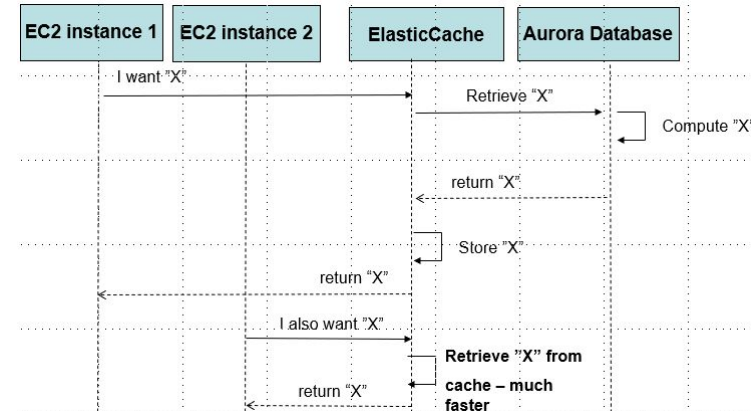 EC2 instance 1
EC2 instance 2
ElasticCache
Aurora Database
I want ”X”
Retrieve “X”
Compute ”X”
return “X”
Store ”X”
return “X”
I also want ”X”
Retrieve ”X” from
cache – much
faster
return “X”